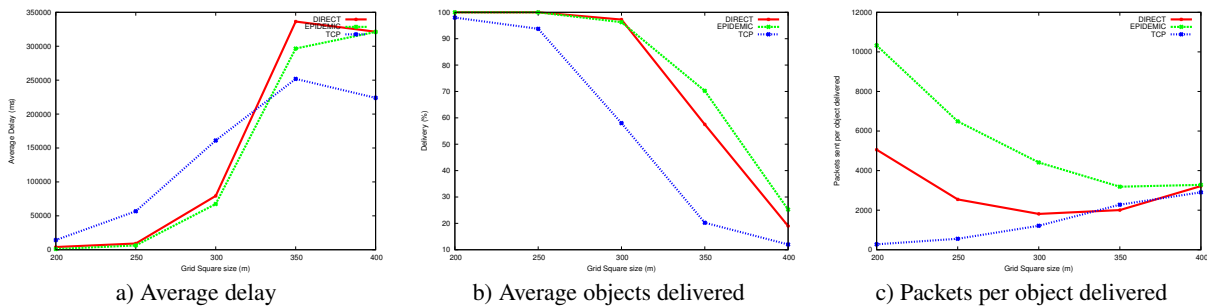 350000
300000
250000
200000
150000
100000
50000
0
200 250 300 350 400
Average Delay (ms)
Grid Square size (m)
DIRECT
EPIDEMIC
TCP
a) Average delay
100
90
80
70
60
50
40
30
20
10
200 250 300 350 400
Delivery (%)
Grid Square size (m)
DIRECT
EPIDEMIC
TCP
b) Average objects delivered
12000
10000
8000
6000
4000
2000
0
200 250 300 350 400
Packets sent per object delivered
Grid Square size (m)
DIRECT
EPIDEMIC
TCP
c) Packets per object delivered